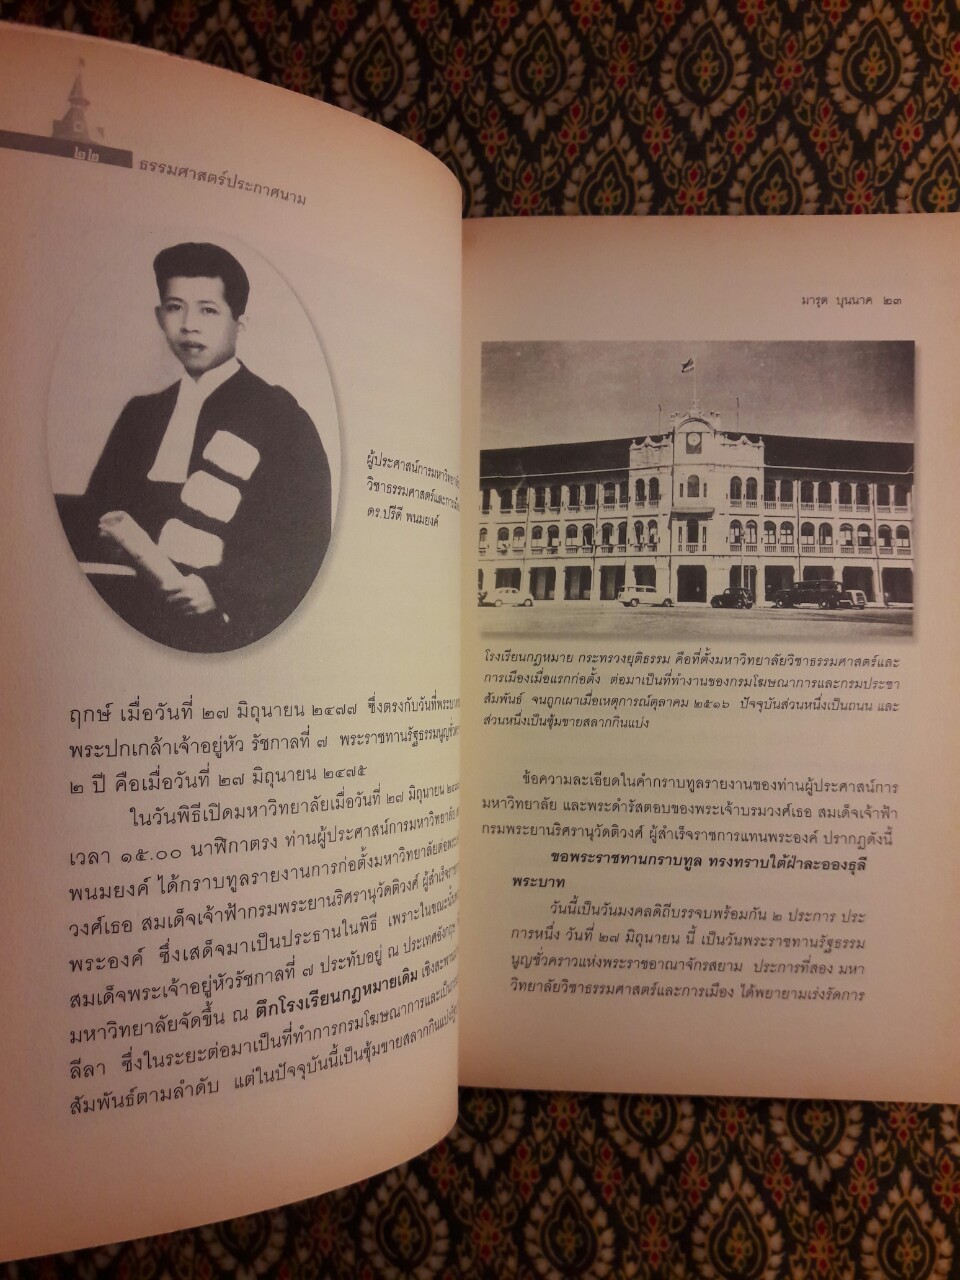 ๒๒
ธรรมศาสตร์ประกาศนาม
ผู้ประศาสน์การมหาวิทยาลัย
วิชาธรรมศาสตร์และการเมือง
ดร.ปรีดี พนมยงค์
ฤกษ์ เมื่อวันที่ ๒๗ มิถุนายน ๒๔๗๗ ซึ่งตรงกับวันที่พระบาท
พระปกเกล้าเจ้าอยู่หัว รัชกาลที่ ๗ พระราชทานรัฐธรรมนูญชั่ว
๒ ปี คือเมื่อวันที่ ๒๗ มิถุนายน ๒๔๗๕
ในวันพิธีเปิดมหาวิทยาลัยเมื่อวันที่ ๒๗ มิถุนายน
เวลา ๑๕.๐๐ นาฬิกาตรง ท่านผู้ประศาสน์การมหาวิทยาลัย
พนมยงค์ ได้กราบทูลรายงานการก่อตั้งมหาวิทยาลัยต่อพระ
วงศ์เธอ สมเด็จเจ้าฟ้ากรมพระยานริศรานุวัดติวงศ์ ผู้สำเร็จ
พระองค์ ซึ่งเสด็จมาเป็นประธานในพิธี เพราะในขณะนั้น
สมเด็จพระเจ้าอยู่หัวรัชกาลที่ ๗ ประทับอยู่ ณ ประเทศอังกฤษ
มหาวิทยาลัยจัดขึ้น ณ ตึกโรงเรียนกฎหมายเดิม เชิงสะพาน
ลีลา ซึ่งในระยะต่อมาเป็นที่ทำการกรมโฆษณาการและเป็น
สัมพันธ์ตามลำดับ แต่ในปัจจุบันนี้เป็นซุ้มขายสลากกินแบ่ง
มารุต บุนนาค ๒๓
โรงเรียนกฎหมาย กระทรวงยุติธรรม คือที่ตั้งมหาวิทยาลัยวิชาธรรมศาสตร์และ
การเมืองเมื่อแรกก่อตั้ง ต่อมาเป็นที่ทำงานของกรมโฆษณาการและกรมประชา
สัมพันธ์ จนถูกเผาเมื่อเหตุการณ์ตุลาคม ๒๕๑๖ ปัจจุบันส่วนหนึ่งเป็นถนน และ
ส่วนหนึ่งเป็นซุ้มขายสลากกินแบ่ง
ข้อความละเอียดในคำกราบทูลรายงานของท่านผู้ประศาสน์การ
มหาวิทยาลัย และพระดำรัสตอบของพระเจ้าบรมวงศ์เธอ สมเด็จเจ้าฟ้า
กรมพระยานริศรานุวัดติวงศ์ ผู้สำเร็จราชการแทนพระองค์ ปรากฏดังนี้
ขอพระราชทานกราบทูล ทรงทราบใต้ฝ่าละอองธุลี
พระบาท
วันนี้เป็นวันมงคลดิถีบรรจบพร้อมกัน ๒ ประการ ประ
การหนึ่ง วันที่ ๒๗ มิถุนายน นี้ เป็นวันพระราชทานรัฐธรรม
นูญชั่วคราวแห่งพระราชอาณาจักรสยาม ประการที่สอง มหา
วิทยาลัยวิชาธรรมศาสตร์และการเมือง ได้พยายามเร่งรัดการ